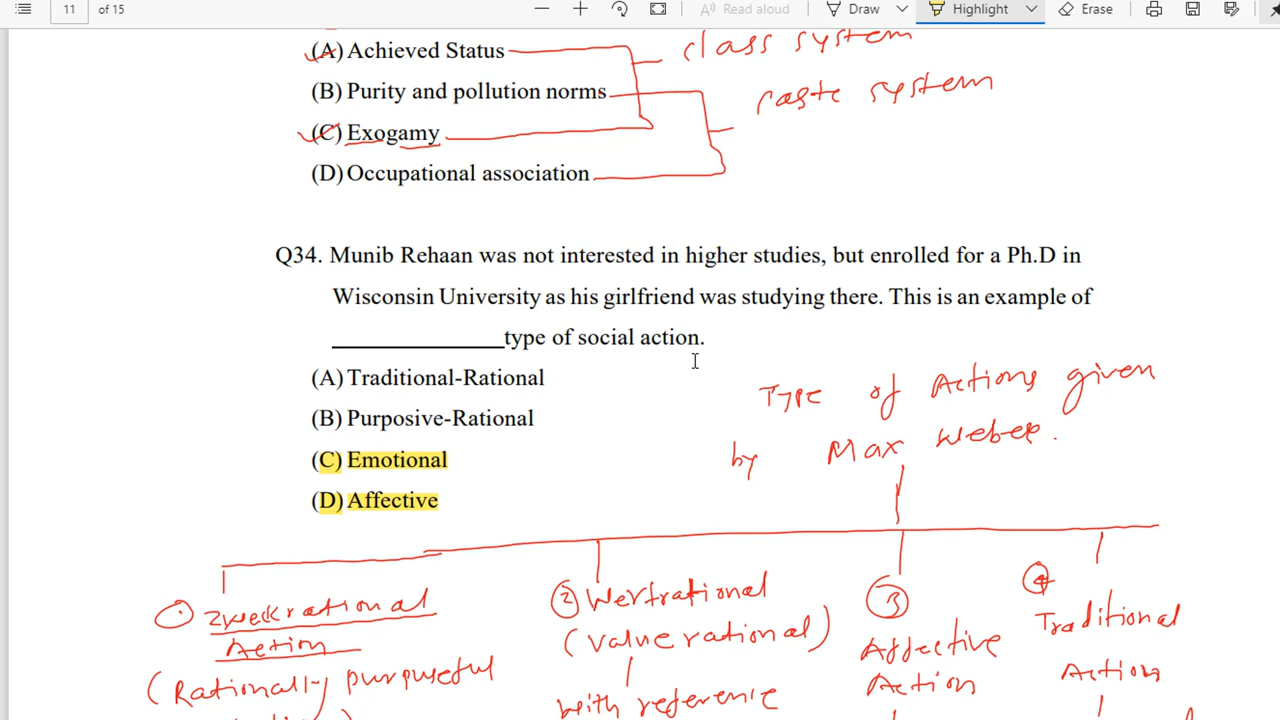 11 of 15
Read aloud
Draw
Highlight
Erase
(A) Achieved Status
class system
(B) Purity and pollution norms
caste system
(C) Exogamy
(D) Occupational association
Q34. Munib Rehaan was not interested in higher studies, but enrolled for a Ph.D in
Wisconsin University as his girlfriend was studying there. This is an example of
_______________type of social action.
(A) Traditional-Rational
(B) Purposive-Rational
(C) Emotional
(D) Affective
Type of Actions given
by Max Weber.
① Zweckrational
Action
(Rationally purpuseful
② Wertrational
(value rational)
with reference
③
Affective
Action
④
Traditional
Action